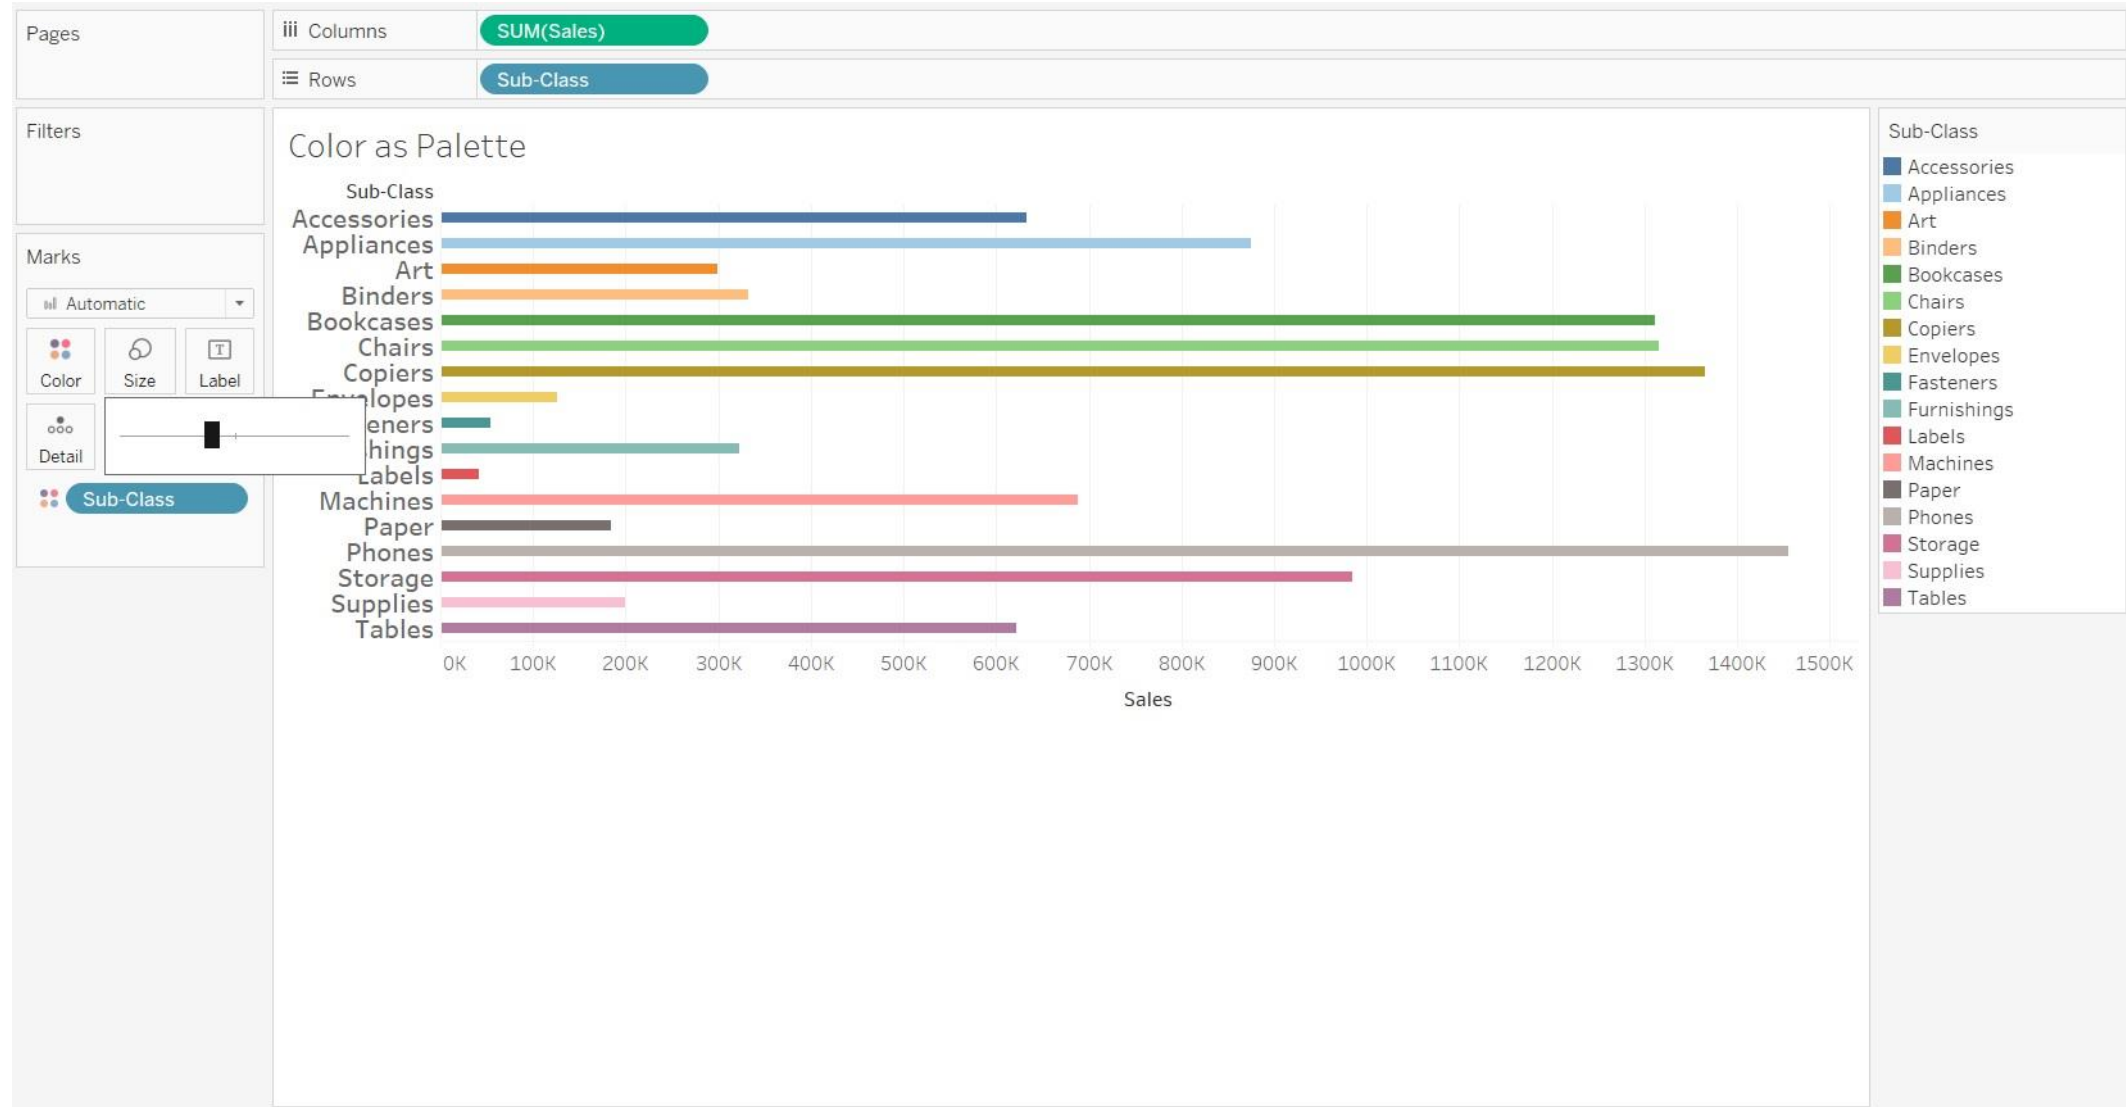 Pages
iii Columns
SUM(Sales)
Rows
Sub-Class
Filters
Marks
Automatic
Color
Size
T
Label
Detail
Sub-Class
Color as Palette
Sub-Class
Accessories
Appliances
Art
Binders
Bookcases
Chairs
Copiers
lopes
eners
hings
Labels
Machines
Paper
Phones
Storage
Supplies
Tables
0K 100K 200K 300K 400K 500K 600K 700K 800K 900K 1000K 1100K 1200K 1300K 1400K 1500K
Sales
Sub-Class
Accessories
Appliances
Art
Binders
Bookcases
Chairs
Copiers
Envelopes
Fasteners
Furnishings
Labels
Machines
Paper
Phones
Storage
Supplies
Tables